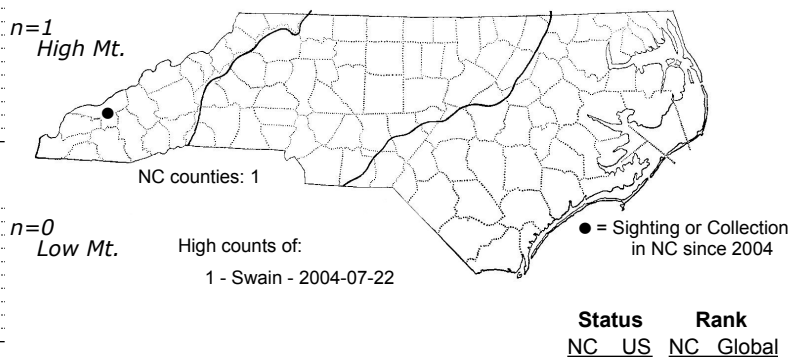 n=1
High Mt.
NC counties: 1
n=0
Low Mt.
High counts of:
1 - Swain - 2004-07-22
● = Sighting or Collection
in NC since 2004
Status Rank
NC US NC Global